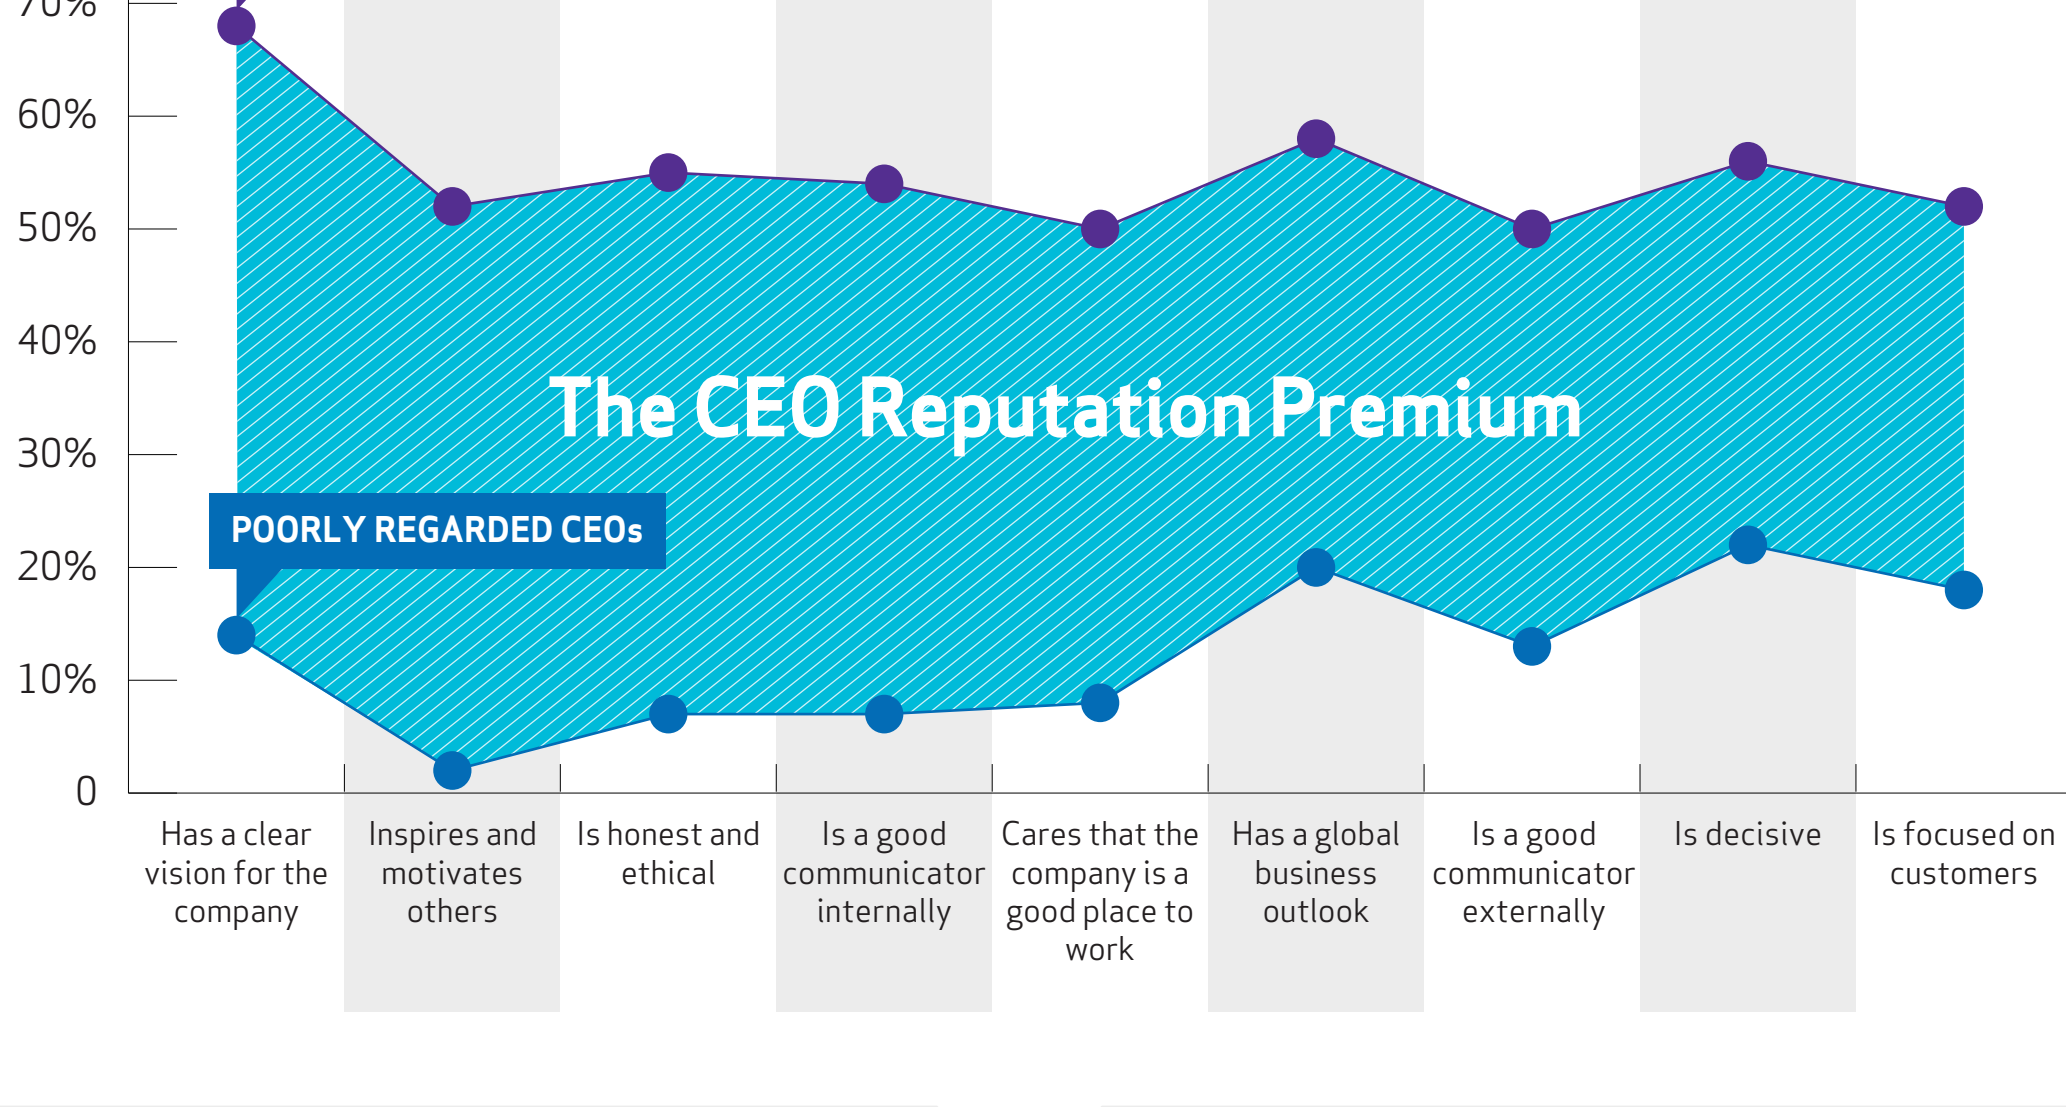 70%
60%
50%
40%
30%
20%
10%
0
The CEO Reputation Premium
POORLY REGARDED CEOs
Has a clear
vision for the
company
Inspires and
motivates
others
Is honest and
ethical
Is a good
communicator
internally
Cares that the
company is a
good place to
work
Has a global
business
outlook
Is a good
communicator
externally
Is decisive
Is focused on
customers